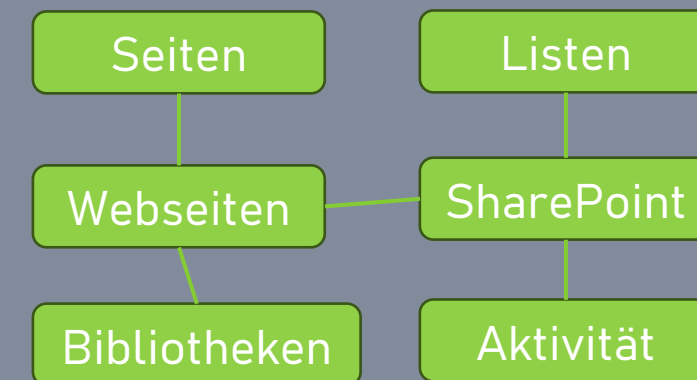 Seiten
Listen
Webseiten
SharePoint
Bibliotheken
Aktivität